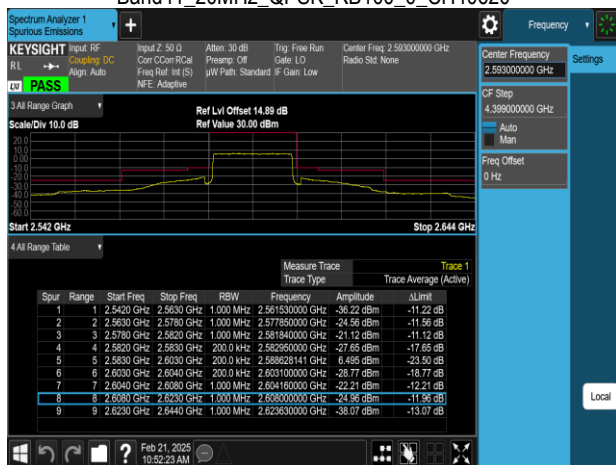 Spectrum Analyzer 1
Spurious Emissions
+
Frequency
KEYSIGHT
RL
LXI PASS
Input: RF
Coupling: DC
Align: Auto
Input Z: 50 Ω
Corr CCorr RCal
Freq Ref: Int (S)
NFE: Adaptive
Atten: 30 dB
Preamp: Off
µW Path: Standard
Trig: Free Run
Gate: LO
IF Gain: Low
Center Freq: 2.593000000 GHz
Radio Std: None
3 All Range Graph
Scale/Div 10.0 dB
Ref Lvl Offset 14.89 dB
Ref Value 30.00 dBm
20.0
10.0
0.00
-10.0
-20.0
-30.0
-40.0
-50.0
-60.0
Start 2.542 GHz
Stop 2.644 GHz
4 All Range Table
Measure Trace Trace 1
Trace Type Trace Average (Active)
Spur Range Start Freq Stop Freq RBW Frequency Amplitude ΔLimit
1 1 2.5420 GHz 2.5630 GHz 1.000 MHz 2.561530000 GHz -36.22 dBm -11.22 dB
2 2 2.5630 GHz 2.5780 GHz 1.000 MHz 2.577850000 GHz -24.56 dBm -11.56 dB
3 3 2.5780 GHz 2.5820 GHz 1.000 MHz 2.581840000 GHz -21.12 dBm -11.12 dB
4 4 2.5820 GHz 2.5830 GHz 200.0 kHz 2.582950000 GHz -27.65 dBm -17.65 dB
5 5 2.5830 GHz 2.6030 GHz 200.0 kHz 2.588628141 GHz 6.495 dBm -23.50 dB
6 6 2.6030 GHz 2.6040 GHz 200.0 kHz 2.603100000 GHz -28.77 dBm -18.77 dB
7 7 2.6040 GHz 2.6080 GHz 1.000 MHz 2.604160000 GHz -22.21 dBm -12.21 dB
8 8 2.6080 GHz 2.6230 GHz 1.000 MHz 2.608000000 GHz -24.96 dBm -11.96 dB
9 9 2.6230 GHz 2.6440 GHz 1.000 MHz 2.623630000 GHz -38.07 dBm -13.07 dB
Center Frequency
2.593000000 GHz
CF Step
4.399000000 GHz
Auto
Man
Freq Offset
0 Hz
Settings
Local
?
Feb 21, 2025
10:52:23 AM